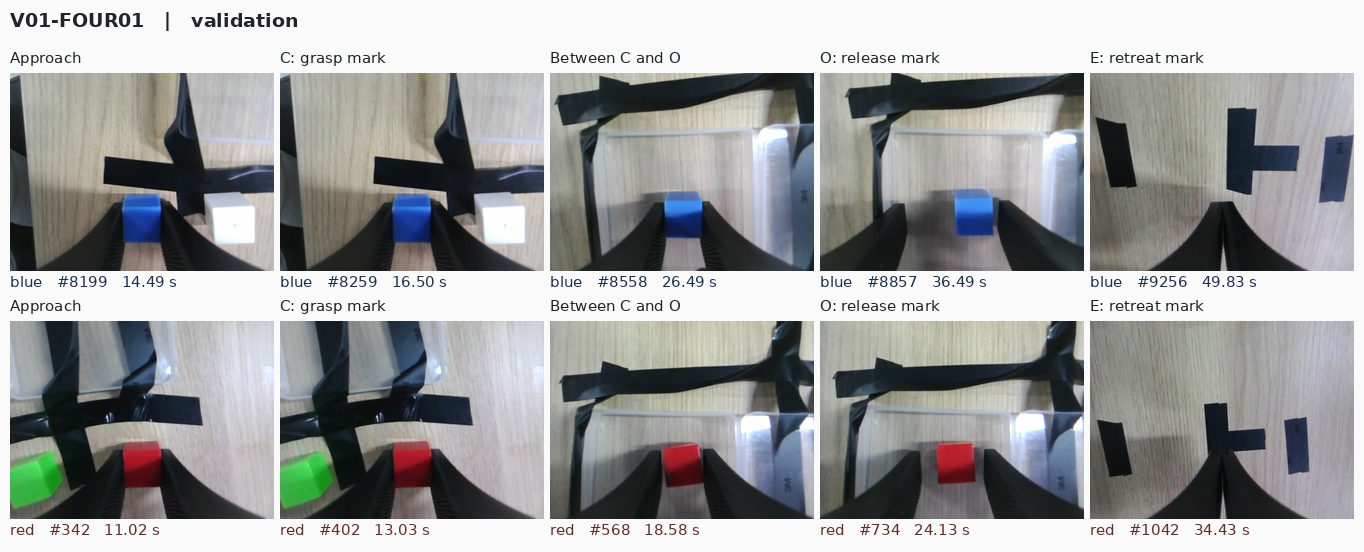 V01-FOUR01 | validation
Approach
C: grasp mark
Between C and O
O: release mark
E: retreat mark
blue #8199 14.49 s
blue #8259 16.50 s
blue #8558 26.49 s
blue #8857 36.49 s
blue #9256 49.83 s
Approach
C: grasp mark
Between C and O
O: release mark
E: retreat mark
red #342 11.02 s
red #402 13.03 s
red #568 18.58 s
red #734 24.13 s
red #1042 34.43 s